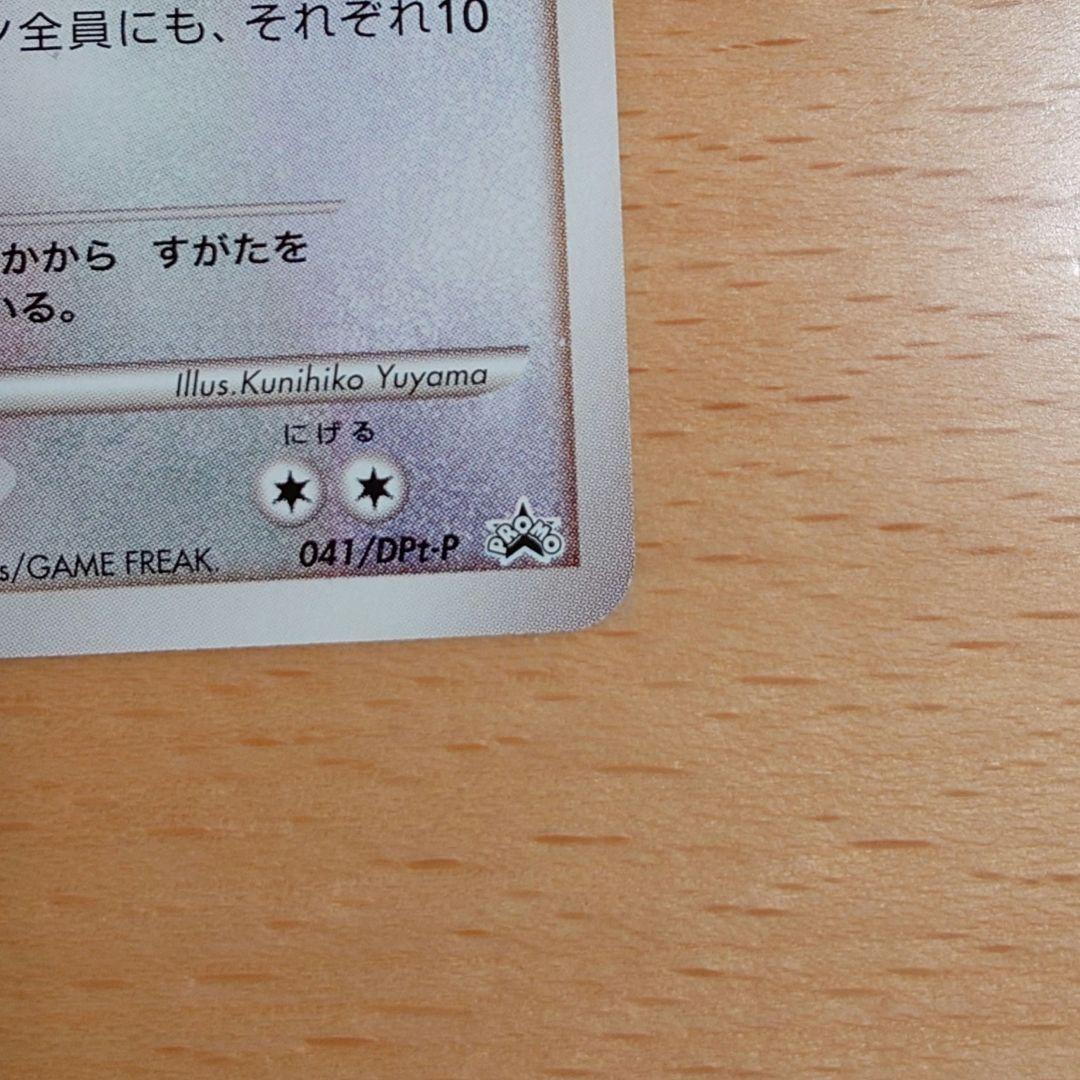 全員にも、それぞれ10
かから すがたを
いる。
Illus.Kunihiko Yuyama
にげる
s/GAME FREAK.
041/DPt-P
PROMO